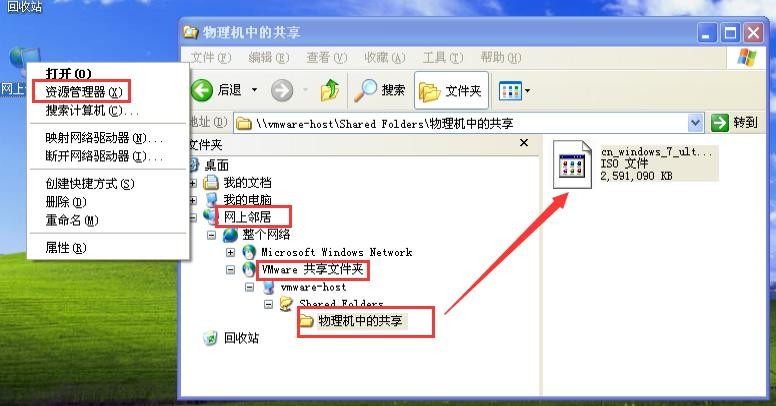 回收站
网上
打开(O)
资源管理器(X)
搜索计算机(C)...
映射网络驱动器(N)...
断开网络驱动器(I)...
创建快捷方式(S)
删除(D)
重命名(M)
属性(R)
物理机中的共享
文件(F) 编辑(E) 查看(V) 收藏(A) 工具(T) 帮助(H)
后退 搜索 文件夹
地址(D) \\vmware-host\Shared Folders\物理机中的共享 转到
文件夹
桌面
我的文档
我的电脑
网上邻居
整个网络
Microsoft Windows Network
VMware 共享文件夹
vmware-host
Shared Folders
物理机中的共享
回收站
cn_windows_7_ult...
ISO 文件
2,591,090 KB